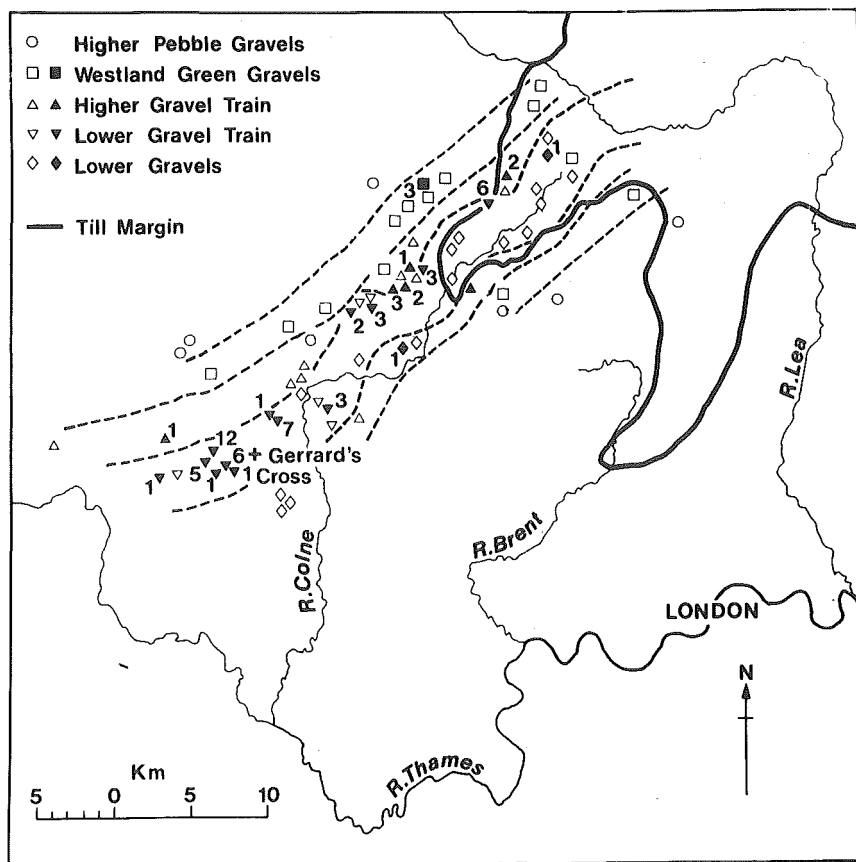 Higher Pebble Gravels
Westland Green Gravels
Higher Gravel Train
Lower Gravel Train
Lower Gravels
Till Margin
1
2
3
6
1
3
3
2
2
3
1
1
3
7
1
12
6+ Gerrard's
Cross
5
1
1
1
R.Colne
R.Brent
R.Lea
LONDON
R.Thames
N
Km
5 0 5 10